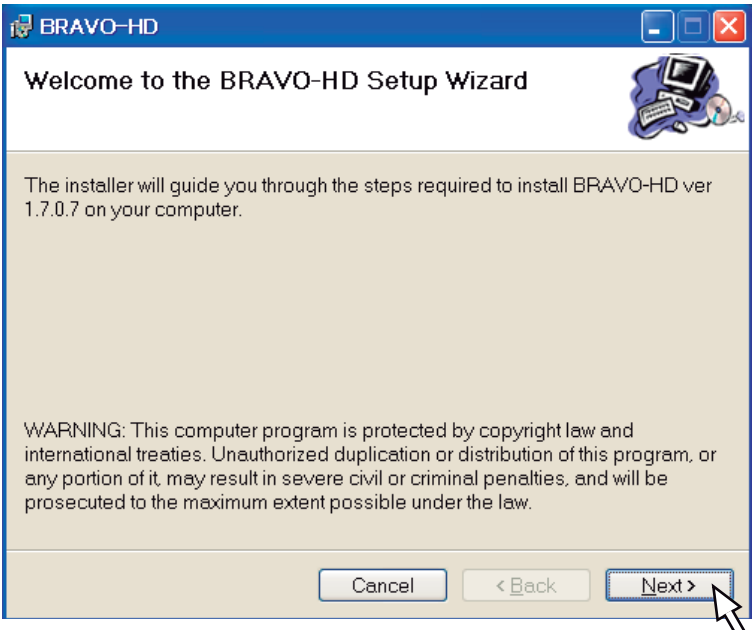 BRAVO-HD
Welcome to the BRAVO-HD Setup Wizard
The installer will guide you through the steps required to install BRAVO-HD ver
1.7.0.7 on your computer.
WARNING: This computer program is protected by copyright law and
international treaties. Unauthorized duplication or distribution of this program, or
any portion of it, may result in severe civil or criminal penalties, and will be
prosecuted to the maximum extent possible under the law.
Cancel < Back Next >